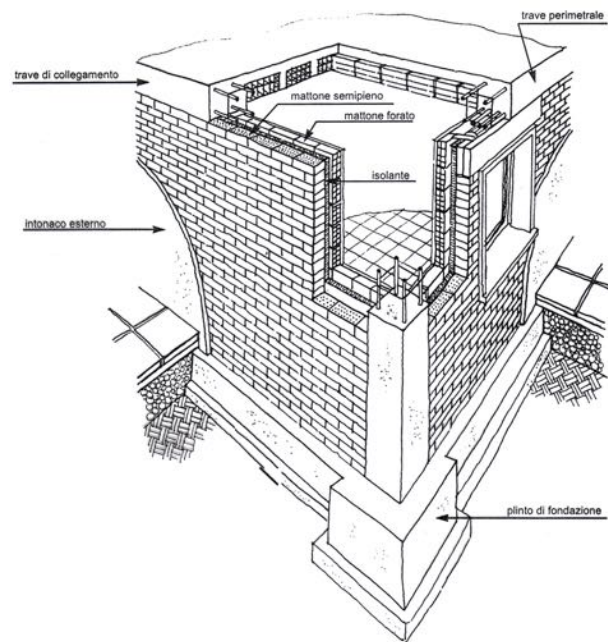 trave perimetrale
trave di collegamento
mattone semipieno
mattone forato
isolante
intonaco esterno
plinto di fondazione